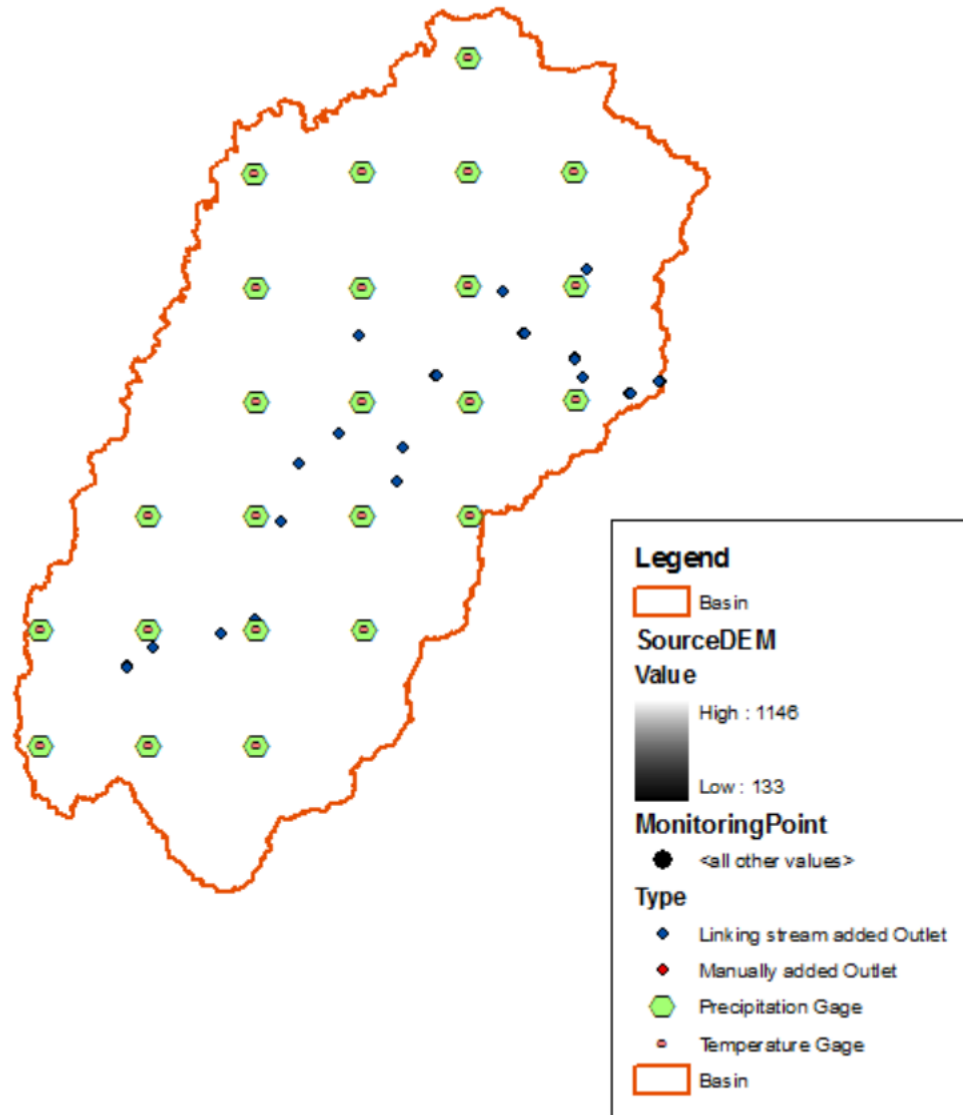 Legend
Basin
SourceDEM
Value
High : 1146
Low : 133
MonitoringPoint
<all other values>
Type
Linking stream added Outlet
Manually added Outlet
Precipitation Gage
Temperature Gage
Basin